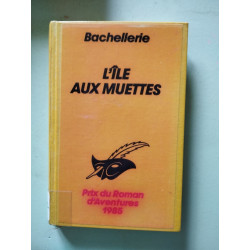 Bachellerie
L'ÎLE
AUX MUETTES
Prix du Roman
d'Aventures
1985